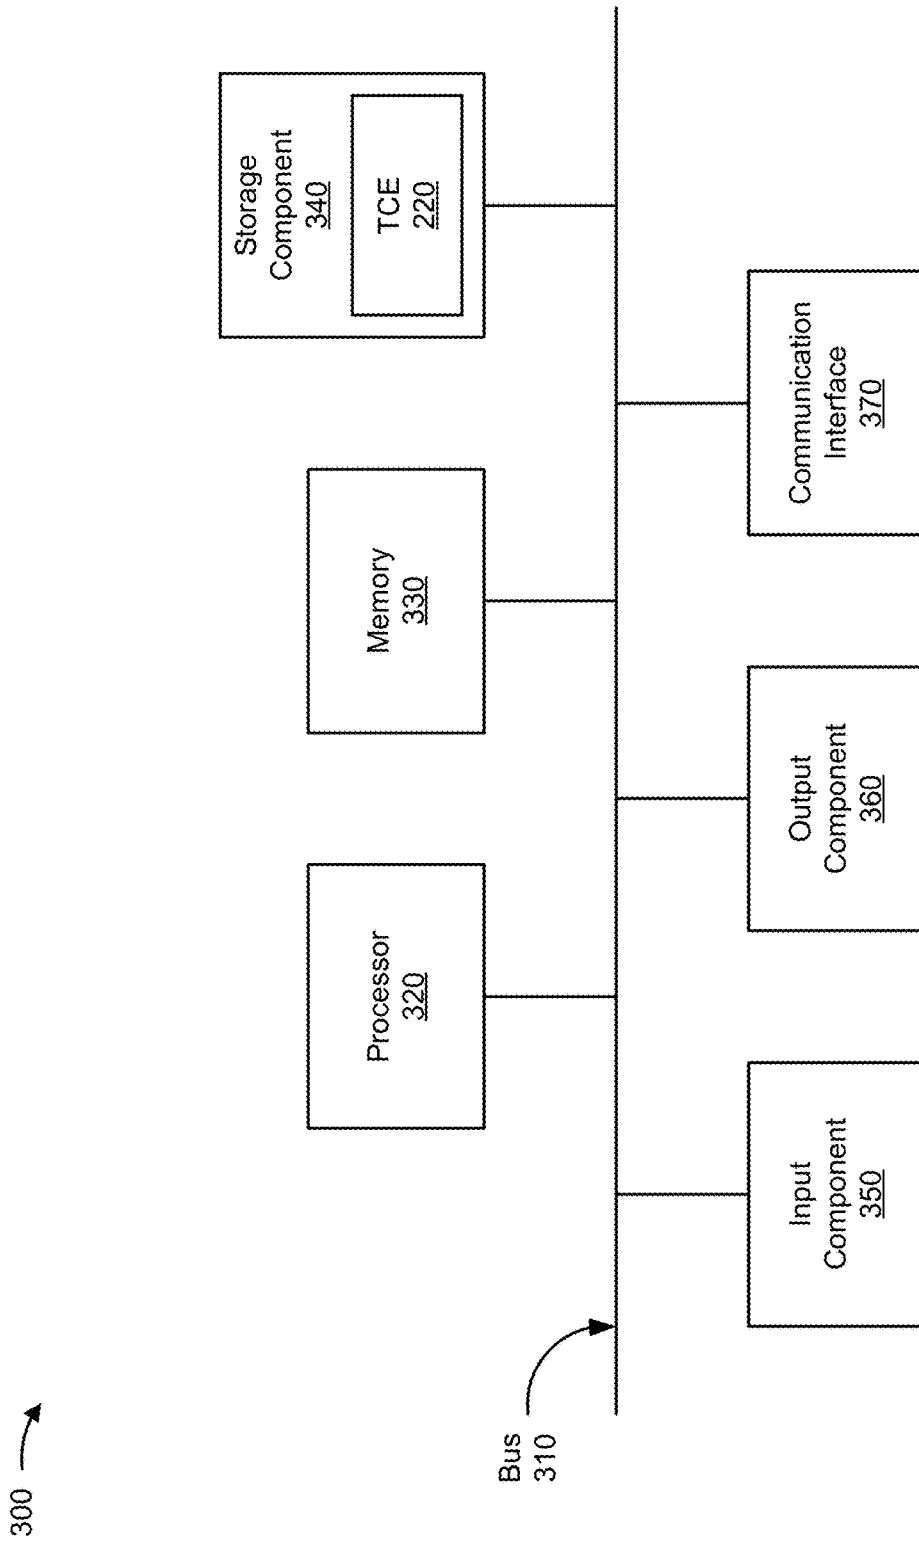 300
Bus
310
Processor
320
Memory
330
Storage
Component
340
TCE
220
Input
Component
350
Output
Component
360
Communication
Interface
370